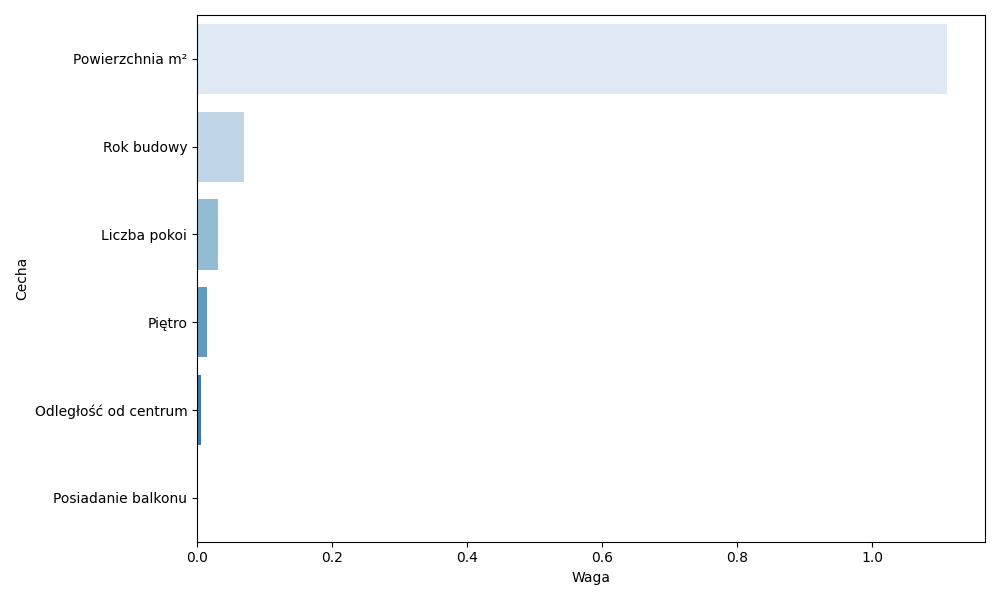 Powierzchnia m²
Rok budowy
Liczba pokoi
Piętro
Odległość od centrum
Posiadanie balkonu
Cecha
0.0 0.2 0.4 0.6 0.8 1.0
Waga